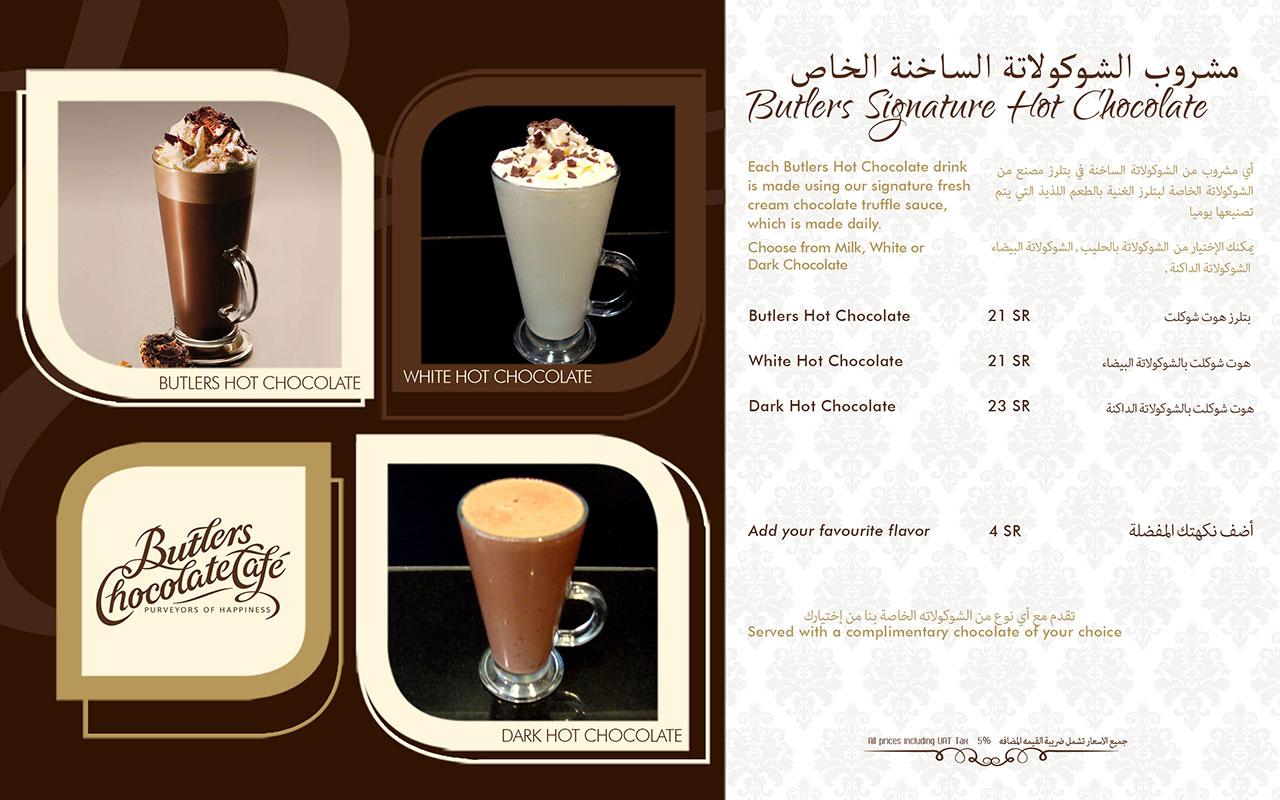 BUTLERS HOT CHOCOLATE
WHITE HOT CHOCOLATE
Butlers
Chocolate Café
PURVEYORS OF HAPPINESS
DARK HOT CHOCOLATE
مشروب الشوكولاتة الساخنة الخاص
Butlers Signature Hot Chocolate
Each Butlers Hot Chocolate drink
is made using our signature fresh
cream chocolate truffle sauce,
which is made daily.
Choose from Milk, White or
Dark Chocolate
أي مشروب من الشوكولاتة الساخنة في بتلرز مصنع من
الشوكولاتة الخاصة لبتلرز الغنية بالطعم اللذيذ التي يتم
تصنيعها يوميا
يمكنك الإختيار من الشوكولاتة بالحليب , الشوكولاتة البيضاء
الشوكولاتة الداكنة .
Butlers Hot Chocolate 21 SR بتلرز هوت شوكلت
White Hot Chocolate 21 SR هوت شوكلت بالشوكولاتة البيضاء
Dark Hot Chocolate 23 SR هوت شوكلت بالشوكولاتة الداكنة
Add your favourite flavor 4 SR أضف نكهتك المفضلة
تقدم مع أي نوع من الشوكولاته الخاصة بنا من إختيارك
Served with a complimentary chocolate of your choice
All prices including VAT Tax 5% جميع الاسعار تشمل ضريبة القيمه المضافه